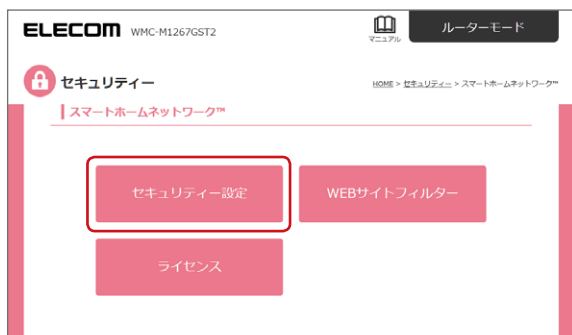 ELECOM WMC-M1267GST2
マニュアル
ルーターモード
セキュリティー
HOME > セキュリティー > スマートホームネットワーク™
スマートホームネットワーク™
セキュリティー設定
WEBサイトフィルター
ライセンス